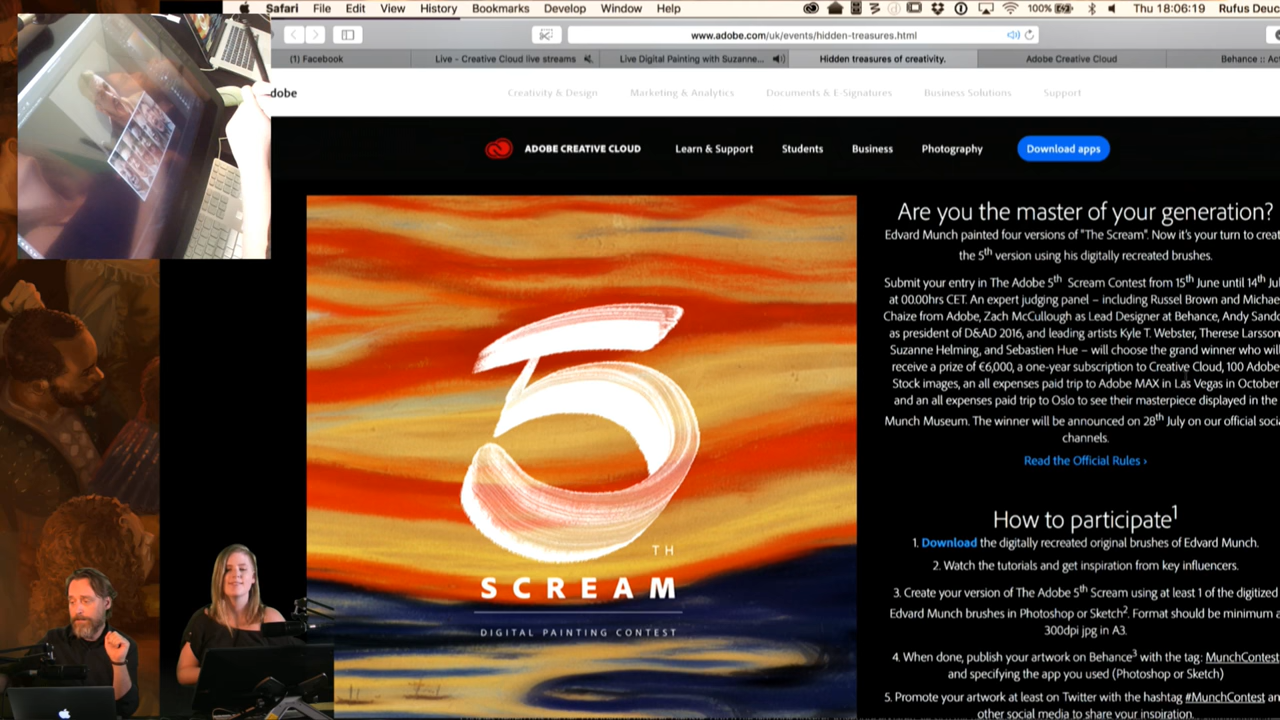 Safari File Edit View History Bookmarks Develop Window Help 100% Thu 18:06:19 Rufus Deuc
www.adobe.com/uk/events/hidden-treasures.html
(1) Facebook Live - Creative Cloud live streams Live Digital Painting with Suzanne... Hidden treasures of creativity. Adobe Creative Cloud Behance :: Ac
dobe Creativity & Design Marketing & Analytics Documents & E-Signatures Business Solutions Support
ADOBE CREATIVE CLOUD Learn & Support Students Business Photography Download apps
5
TH
SCREAM
DIGITAL PAINTING CONTEST
Are you the master of your generation?
Edvard Munch painted four versions of "The Scream". Now it's your turn to creat
the 5th version using his digitally recreated brushes.
Submit your entry in The Adobe 5th Scream Contest from 15th June until 14th Jul
at 00.00hrs CET. An expert judging panel – including Russel Brown and Michae
Chaize from Adobe, Zach McCullough as Lead Designer at Behance, Andy Sando
as president of D&AD 2016, and leading artists Kyle T. Webster, Therese Larsson
Suzanne Helming, and Sebastien Hue – will choose the grand winner who will
receive a prize of €6,000, a one-year subscription to Creative Cloud, 100 Adobe
Stock images, an all expenses paid trip to Adobe MAX in Las Vegas in October
and an all expenses paid trip to Oslo to see their masterpiece displayed in the
Munch Museum. The winner will be announced on 28th July on our official socia
channels.
Read the Official Rules ›
How to participate1
1. Download the digitally recreated original brushes of Edvard Munch.
2. Watch the tutorials and get inspiration from key influencers.
3. Create your version of The Adobe 5th Scream using at least 1 of the digitized
Edvard Munch brushes in Photoshop or Sketch2. Format should be minimum a
300dpi jpg in A3.
4. When done, publish your artwork on Behance3 with the tag: MunchContest
and specifying the app you used (Photoshop or Sketch)
5. Promote your artwork at least on Twitter with the hashtag #MunchContest an
other social media to share your inspiration.